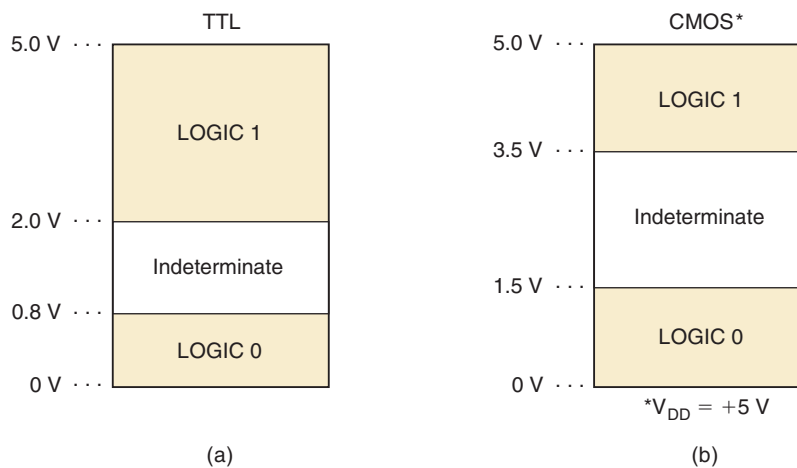 TTL
5.0 V ...
LOGIC 1
2.0 V ...
Indeterminate
0.8 V ...
LOGIC 0
0 V ...
(a)
CMOS*
5.0 V ...
LOGIC 1
3.5 V ...
Indeterminate
1.5 V ...
LOGIC 0
0 V ...
*VDD = +5 V
(b)